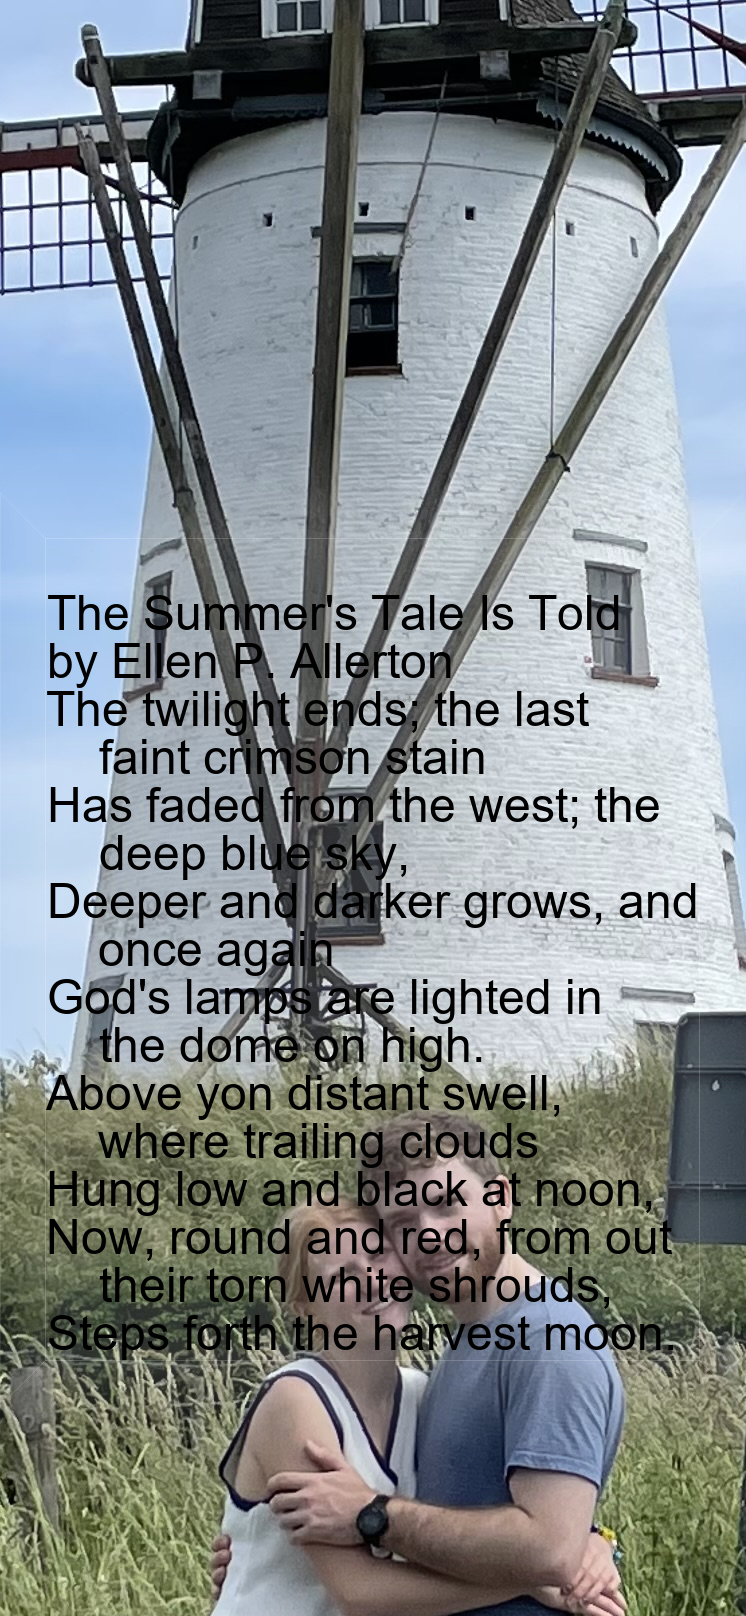 The Summer's Tale Is Told
by Ellen P. Allerton
The twilight ends; the last
faint crimson stain
Has faded from the west; the
deep blue sky,
Deeper and darker grows, and
once again
God's lamps are lighted in
the dome on high.
Above yon distant swell,
where trailing clouds
Hung low and black at noon,
Now, round and red, from out
their torn white shrouds,
Steps forth the harvest moon.